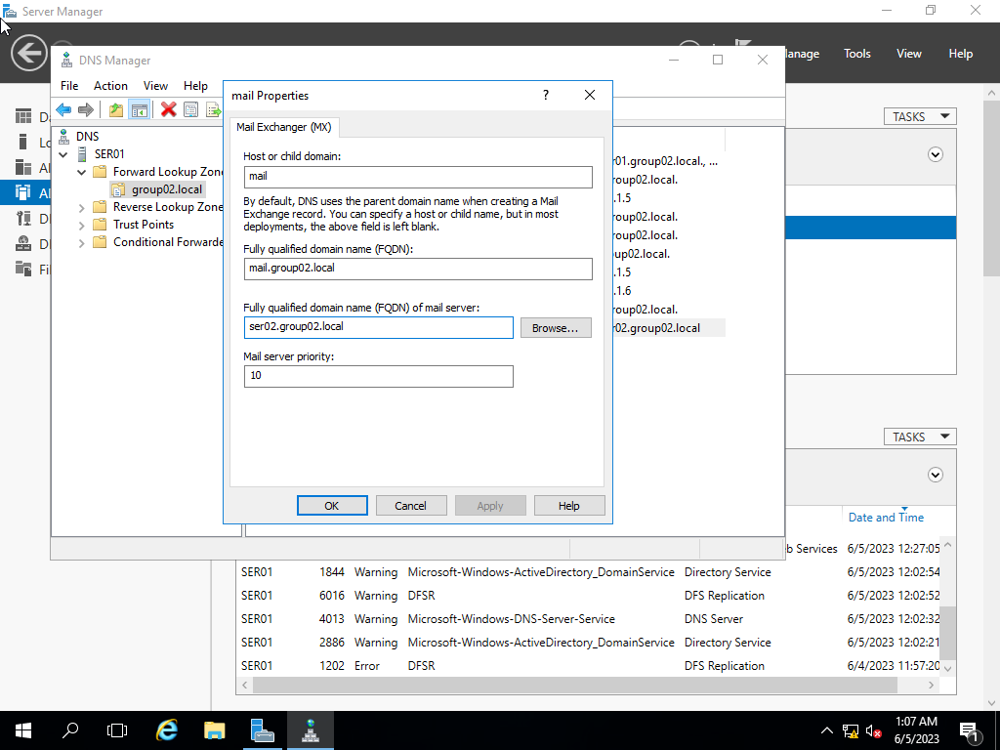 Server Manager
Manage
Tools
View
Help
DNS Manager
File
Action
View
Help
DNS
SER01
Forward Lookup Zone
group02.local
Reverse Lookup Zone
Trust Points
Conditional Forwarde
mail Properties
?
Mail Exchanger (MX)
Host or child domain:
mail
By default, DNS uses the parent domain name when creating a Mail
Exchange record. You can specify a host or child name, but in most
deployments, the above field is left blank.
Fully qualified domain name (FQDN):
mail.group02.local
Fully qualified domain name (FQDN) of mail server:
ser02.group02.local
Browse...
Mail server priority:
10
OK
Cancel
Apply
Help
r01.group02.local., ...
roup02.local.
.1.5
roup02.local.
roup02.local.
up02.local.
.1.5
.1.6
roup02.local.
r02.group02.local
TASKS
TASKS
Date and Time
b Services 6/5/2023 12:27:05
SER01 1844 Warning Microsoft-Windows-ActiveDirectory_DomainService Directory Service 6/5/2023 12:02:54
SER01 6016 Warning DFSR DFS Replication 6/5/2023 12:02:52
SER01 4013 Warning Microsoft-Windows-DNS-Server-Service DNS Server 6/5/2023 12:02:32
SER01 2886 Warning Microsoft-Windows-ActiveDirectory_DomainService Directory Service 6/5/2023 12:02:21
SER01 1202 Error DFSR DFS Replication 6/4/2023 11:57:20
1:07 AM
6/5/2023
1